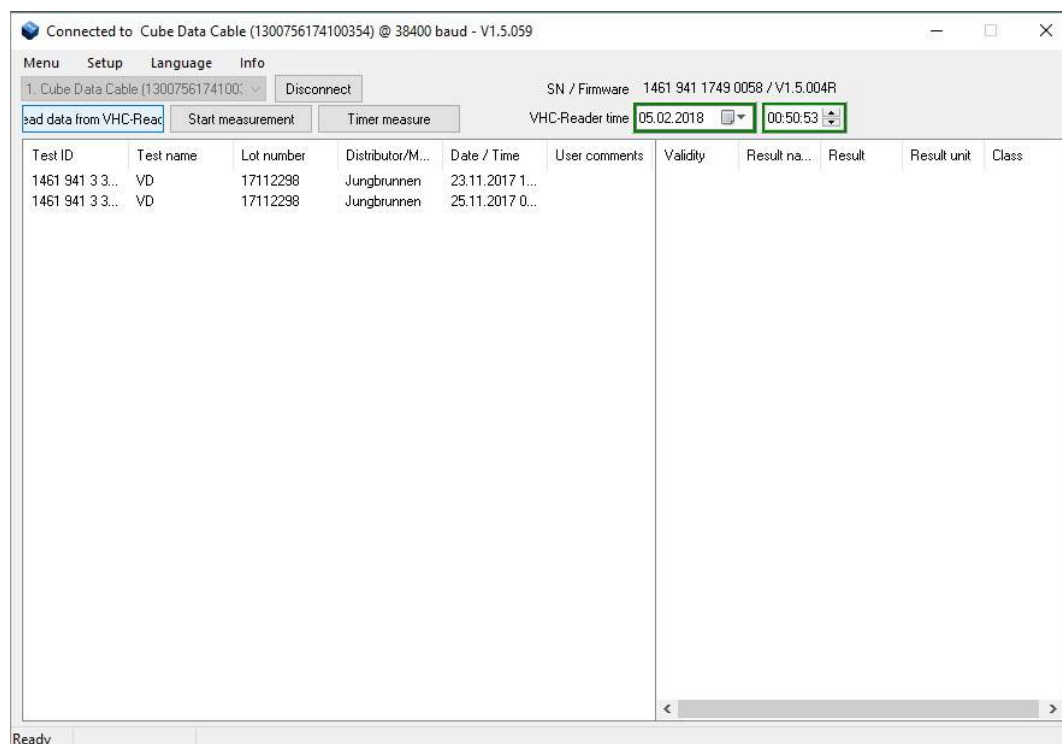 Connected to Cube Data Cable (1300756174100354) @ 38400 baud - V1.5.059
Menu Setup Language Info
1. Cube Data Cable (1300756174100: Disconnect SN / Firmware 1461 941 1749 0058 / V1.5.004R
ead data from VHC-Reac Start measurement Timer measure VHC-Reader time 05.02.2018 00:50:53
Test ID Test name Lot number Distributor/M... Date / Time User comments Validity Result na... Result Result unit Class
1461 941 3 3... VD 17112298 Jungbrunnen 23.11.2017 1...
1461 941 3 3... VD 17112298 Jungbrunnen 25.11.2017 0...
Ready